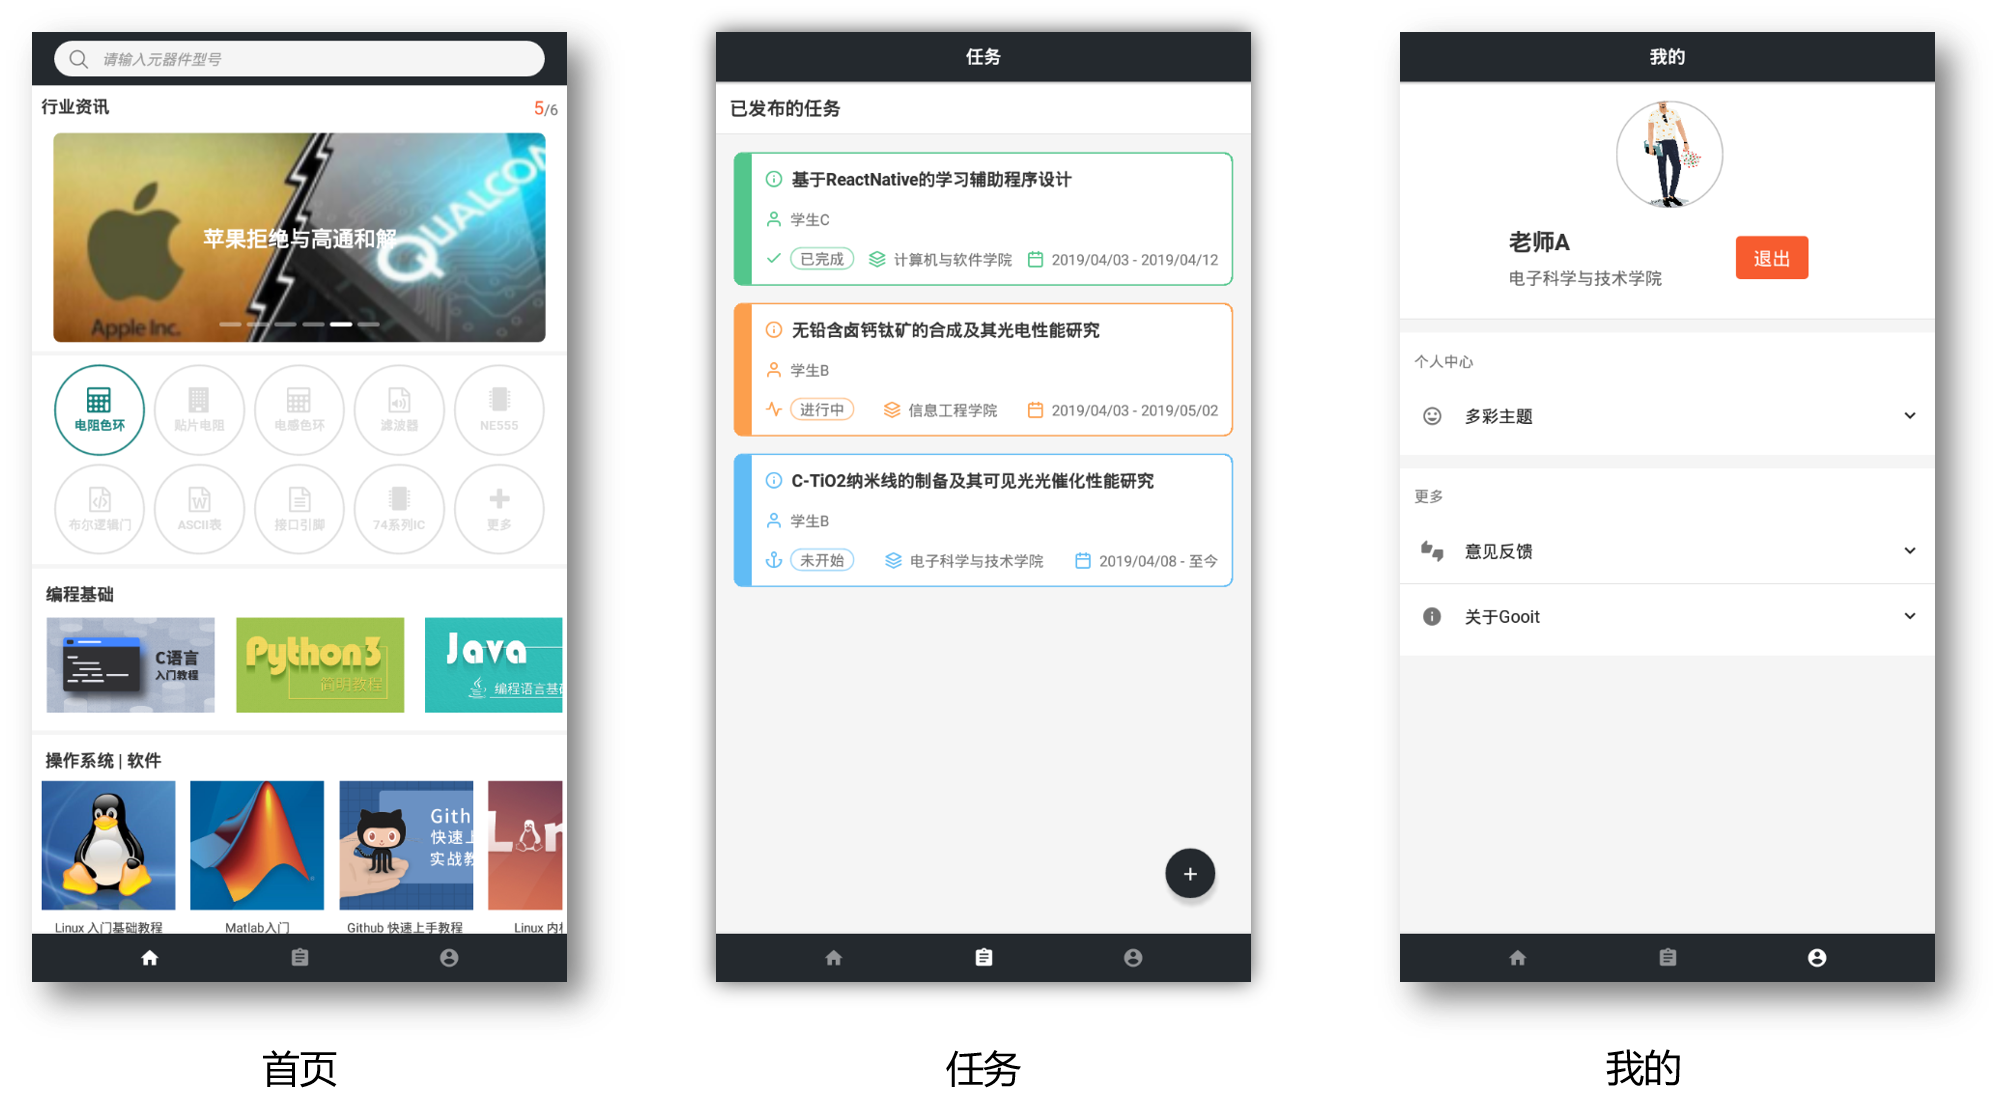 请输入元器件型号
行业资讯
5/6
QUALCOM
苹果拒绝与高通和解
Apple Inc.
电阻色环
贴片电阻
电感色环
滤波器
NE555
布尔逻辑门
W
ASCII表
接口引脚
74系列IC
更多
编程基础
C语言
入门教程
Python3
简明教程
Java
编程语言基础
操作系统 | 软件
Gith
快速上
实战教
Lin
Linux 入门基础教程
Matlab入门
Github 快速上手教程
Linux 内核
首页
任务
已发布的任务
基于ReactNative的学习辅助程序设计
学生C
已完成 计算机与软件学院 2019/04/03 - 2019/04/12
无铅含卤钙钛矿的合成及其光电性能研究
学生B
进行中 信息工程学院 2019/04/03 - 2019/05/02
C-TiO2纳米线的制备及其可见光光催化性能研究
学生B
未开始 电子科学与技术学院 2019/04/08 - 至今
+
任务
我的
老师A
电子科学与技术学院
退出
个人中心
多彩主题
更多
意见反馈
关于Gooit
我的